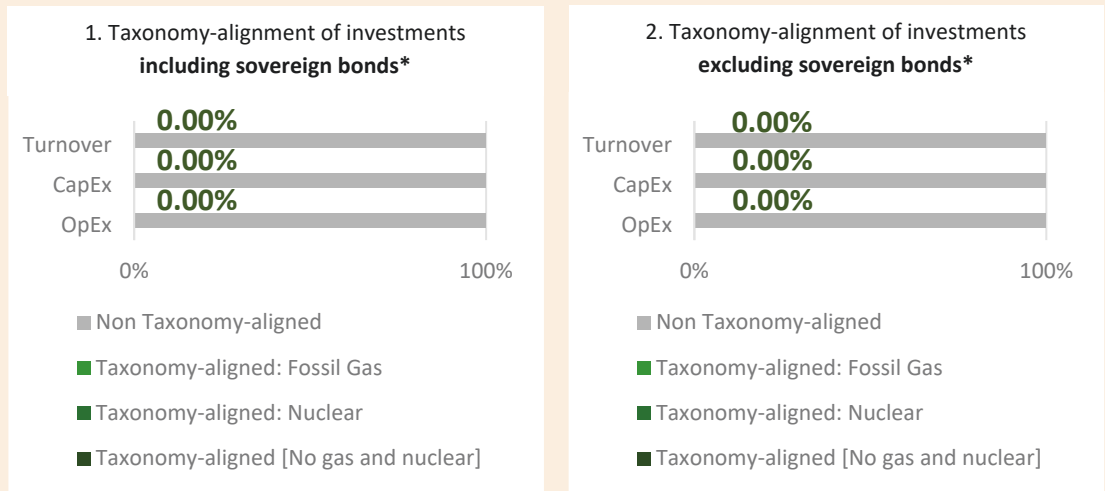 1. Taxonomy-alignment of investments
including sovereign bonds*
0.00%
Turnover
0.00%
CapEx
0.00%
OpEx
0%
100%
Non Taxonomy-aligned
Taxonomy-aligned: Fossil Gas
Taxonomy-aligned: Nuclear
Taxonomy-aligned [No gas and nuclear]
2. Taxonomy-alignment of investments
excluding sovereign bonds*
0.00%
Turnover
0.00%
CapEx
0.00%
OpEx
0%
100%
Non Taxonomy-aligned
Taxonomy-aligned: Fossil Gas
Taxonomy-aligned: Nuclear
Taxonomy-aligned [No gas and nuclear]